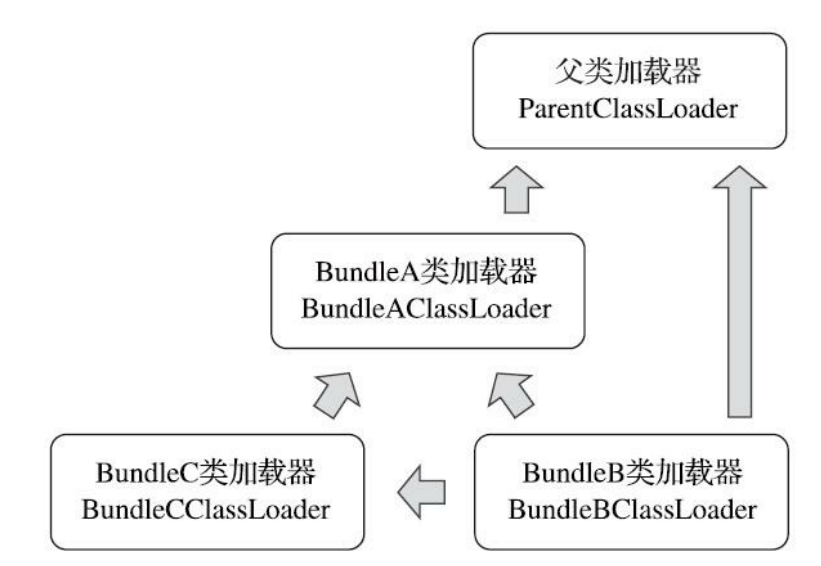 父类加载器
ParentClassLoader
BundleA类加载器
BundleAClassLoader
BundleC类加载器
BundleCClassLoader
BundleB类加载器
BundleBClassLoader